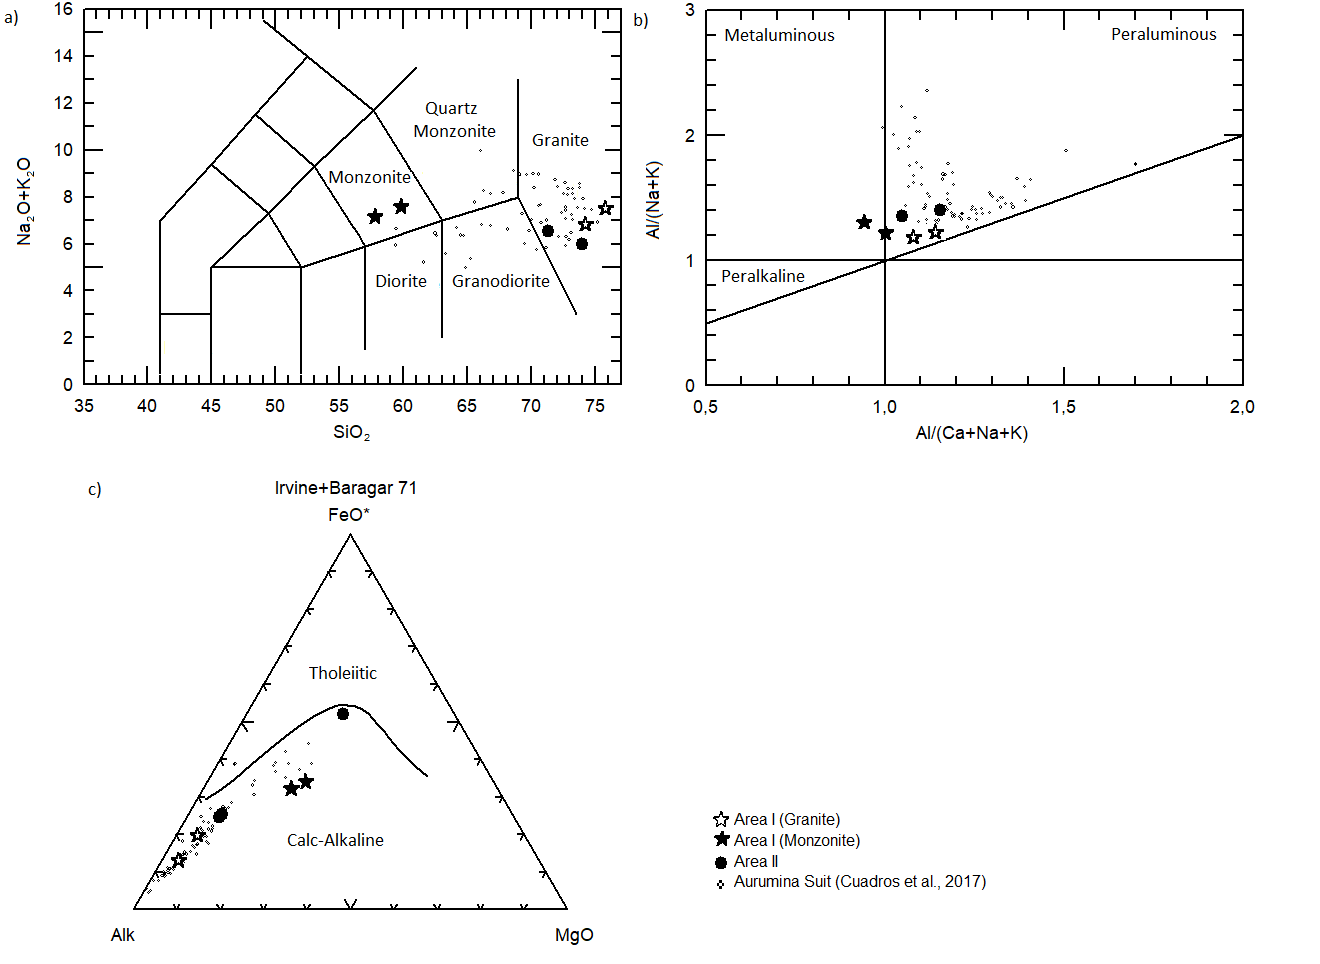 a)
16
14
12
10
8
6
4
2
0
Na2O+K2O
35 40 45 50 55 60 65 70 75
SiO2
Quartz
Monzonite
Granite
Monzonite
Diorite
Granodiorite
b)
3
2
1
0
Al/(Na+K)
0,5 1,0 1,5 2,0
Al/(Ca+Na+K)
Metaluminous
Peraluminous
Peralkaline
c)
Irvine+Baragar 71
FeO*
Tholeiitic
Calc-Alkaline
Alk
MgO
Area I (Granite)
Area I (Monzonite)
Area II
Aurumina Suit (Cuadros et al., 2017)